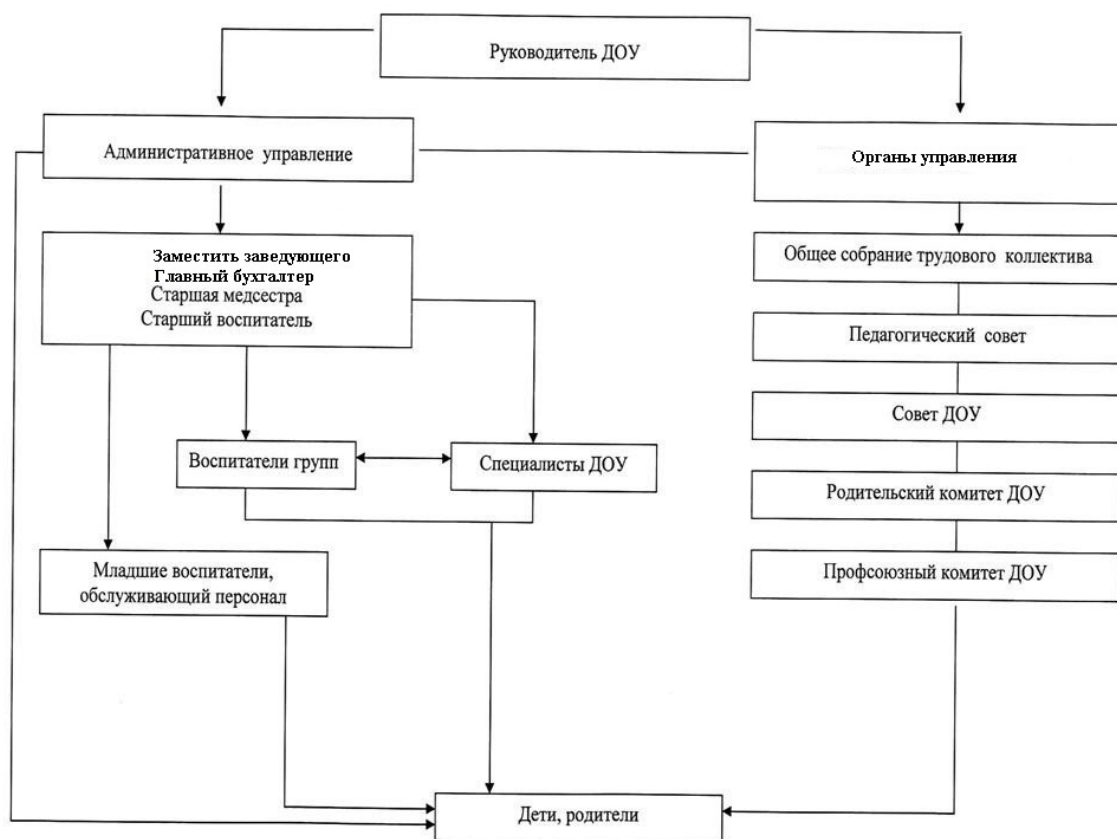 Руководитель ДОУ
Административное управление
Органы управления
Заместить заведующего
Главный бухгалтер
Старшая медсестра
Старший воспитатель
Общее собрание трудового коллектива
Педагогический совет
Совет ДОУ
Воспитатели групп
Специалисты ДОУ
Родительский комитет ДОУ
Младшие воспитатели,
обслуживающий персонал
Профсоюзный комитет ДОУ
Дети, родители